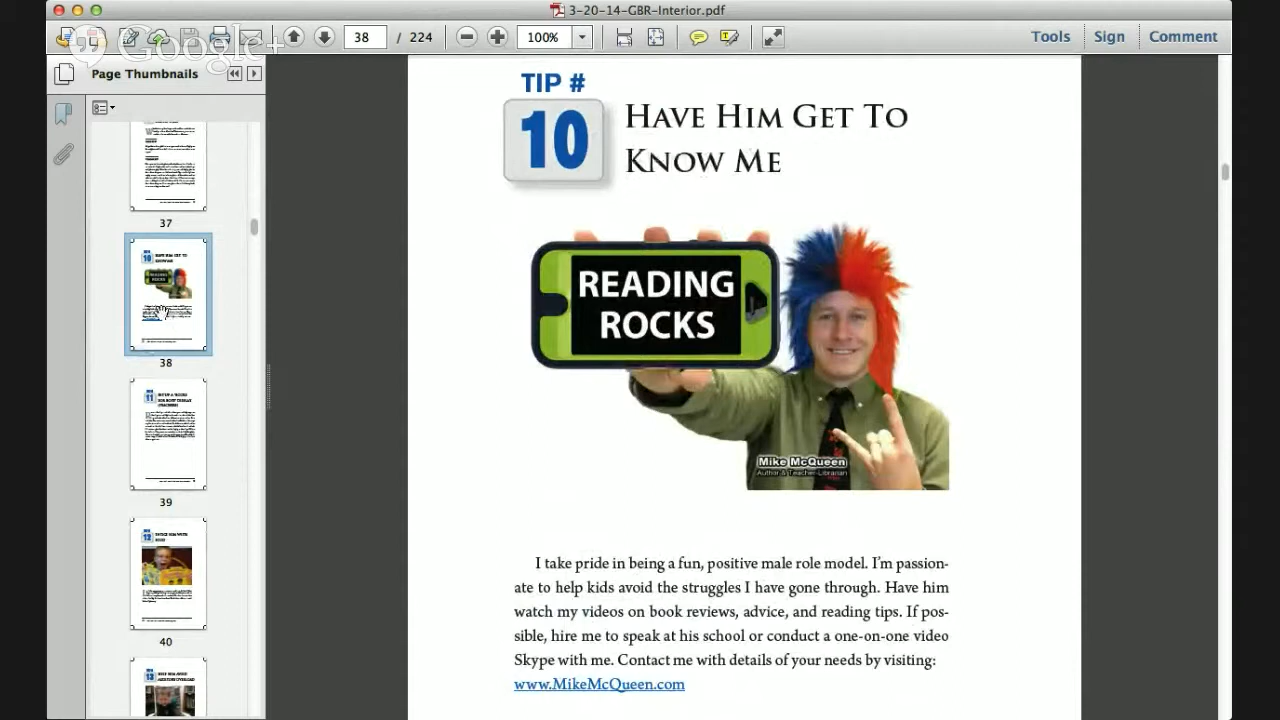 3-20-14-GBR-Interior.pdf
Google+
38 / 224
100%
Tools
Sign
Comment
Page Thumbnails
37
38
39
40
TIP #
10
HAVE HIM GET TO
KNOW ME
READING
ROCKS
Mike McQueen
Author & Teacher-Librarian
I take pride in being a fun, positive male role model. I'm passion-
ate to help kids avoid the struggles I have gone through. Have him
watch my videos on book reviews, advice, and reading tips. If pos-
sible, hire me to speak at his school or conduct a one-on-one video
Skype with me. Contact me with details of your needs by visiting:
www.MikeMcQueen.com